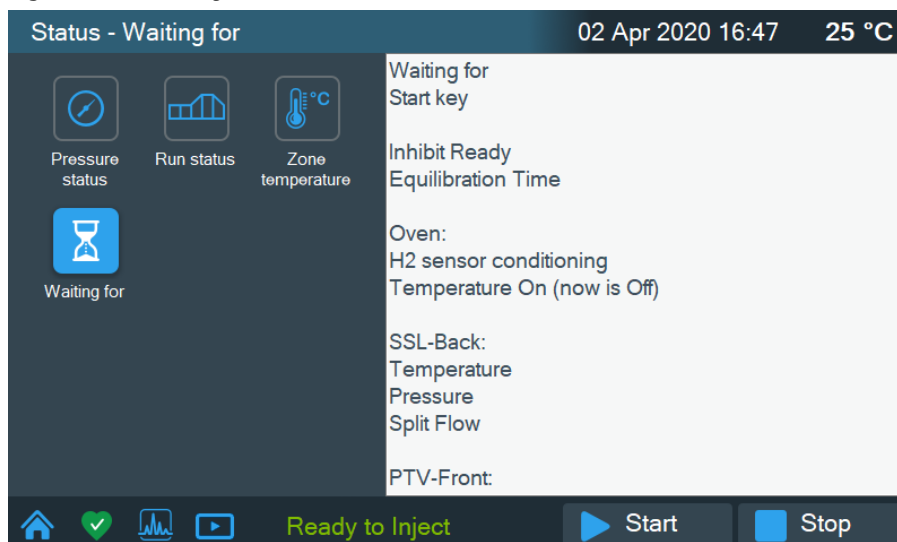 Status - Waiting for
02 Apr 2020 16:47
25 °C
°C
Pressure
status
Run status
Zone
temperature
Waiting for
Waiting for
Start key
Inhibit Ready
Equilibration Time
Oven:
H2 sensor conditioning
Temperature On (now is Off)
SSL-Back:
Temperature
Pressure
Split Flow
PTV-Front:
Ready to Inject
Start
Stop